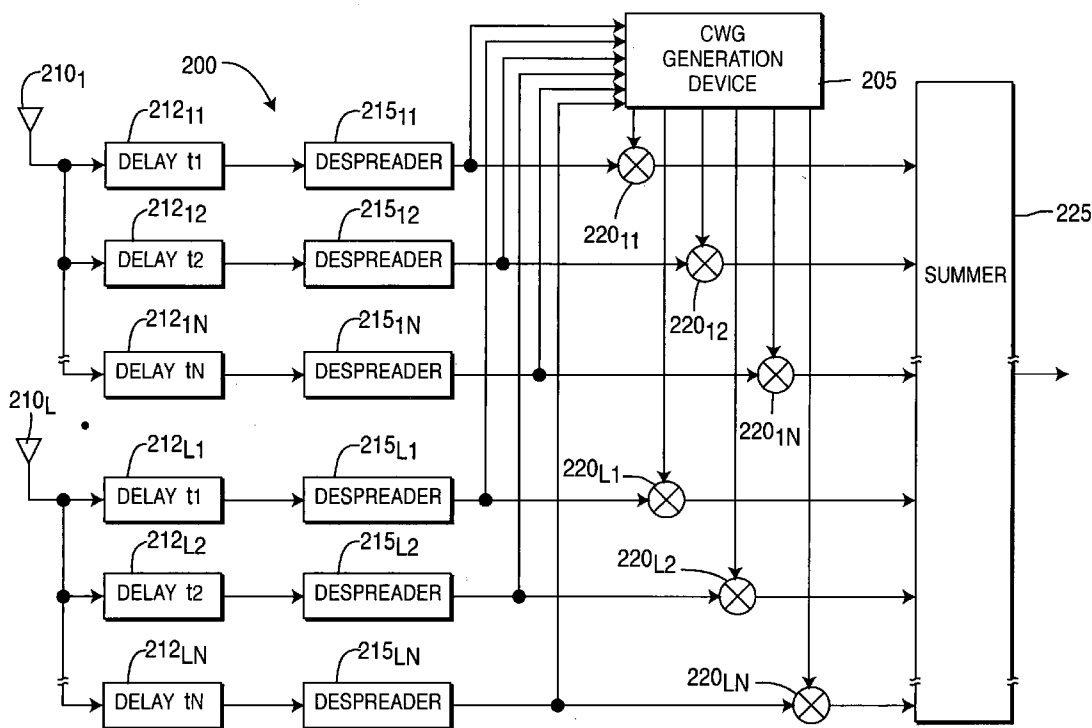 CWG
GENERATION
DEVICE
205
210₁
200
212₁₁
215₁₁
DELAY t1
DESPREADER
220₁₁
212₁₂
215₁₂
225
DELAY t2
DESPREADER
SUMMER
220₁₂
212₁N
215₁N
DELAY tN
DESPREADER
220₁N
210L
212L1
215L1
220L1
DELAY t1
DESPREADER
212L2
215L2
220L2
DELAY t2
DESPREADER
212LN
215LN
220LN
DELAY tN
DESPREADER